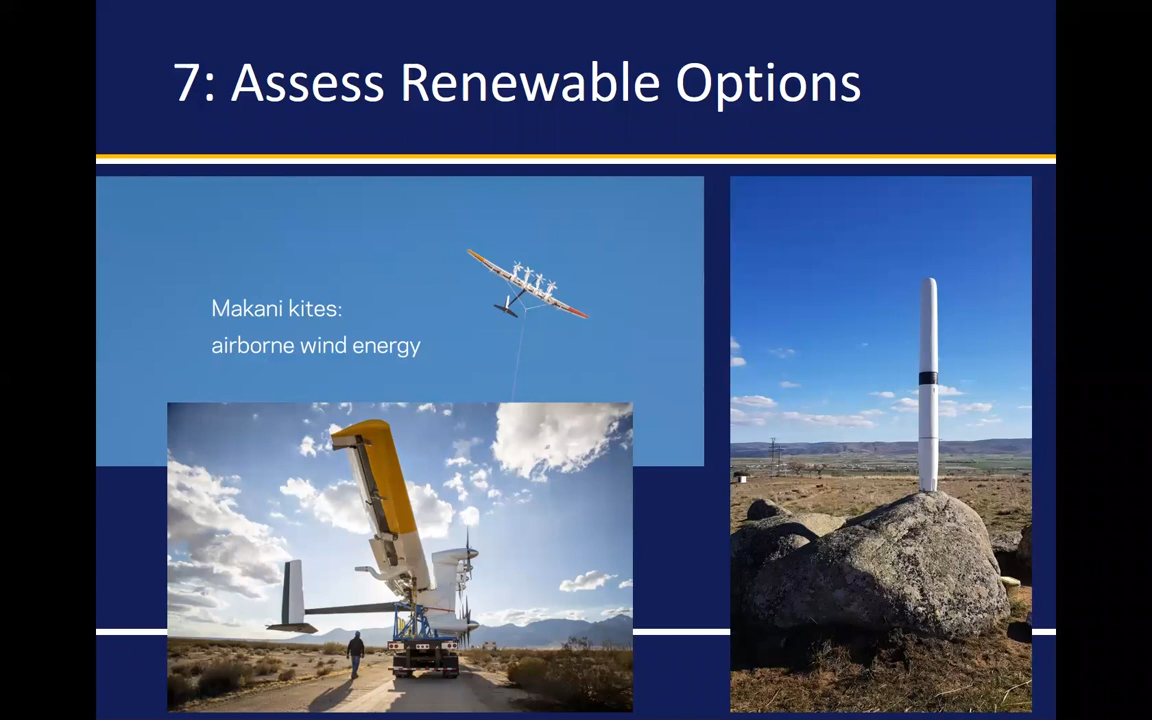 7: Assess Renewable Options
Makani kites:
airborne wind energy